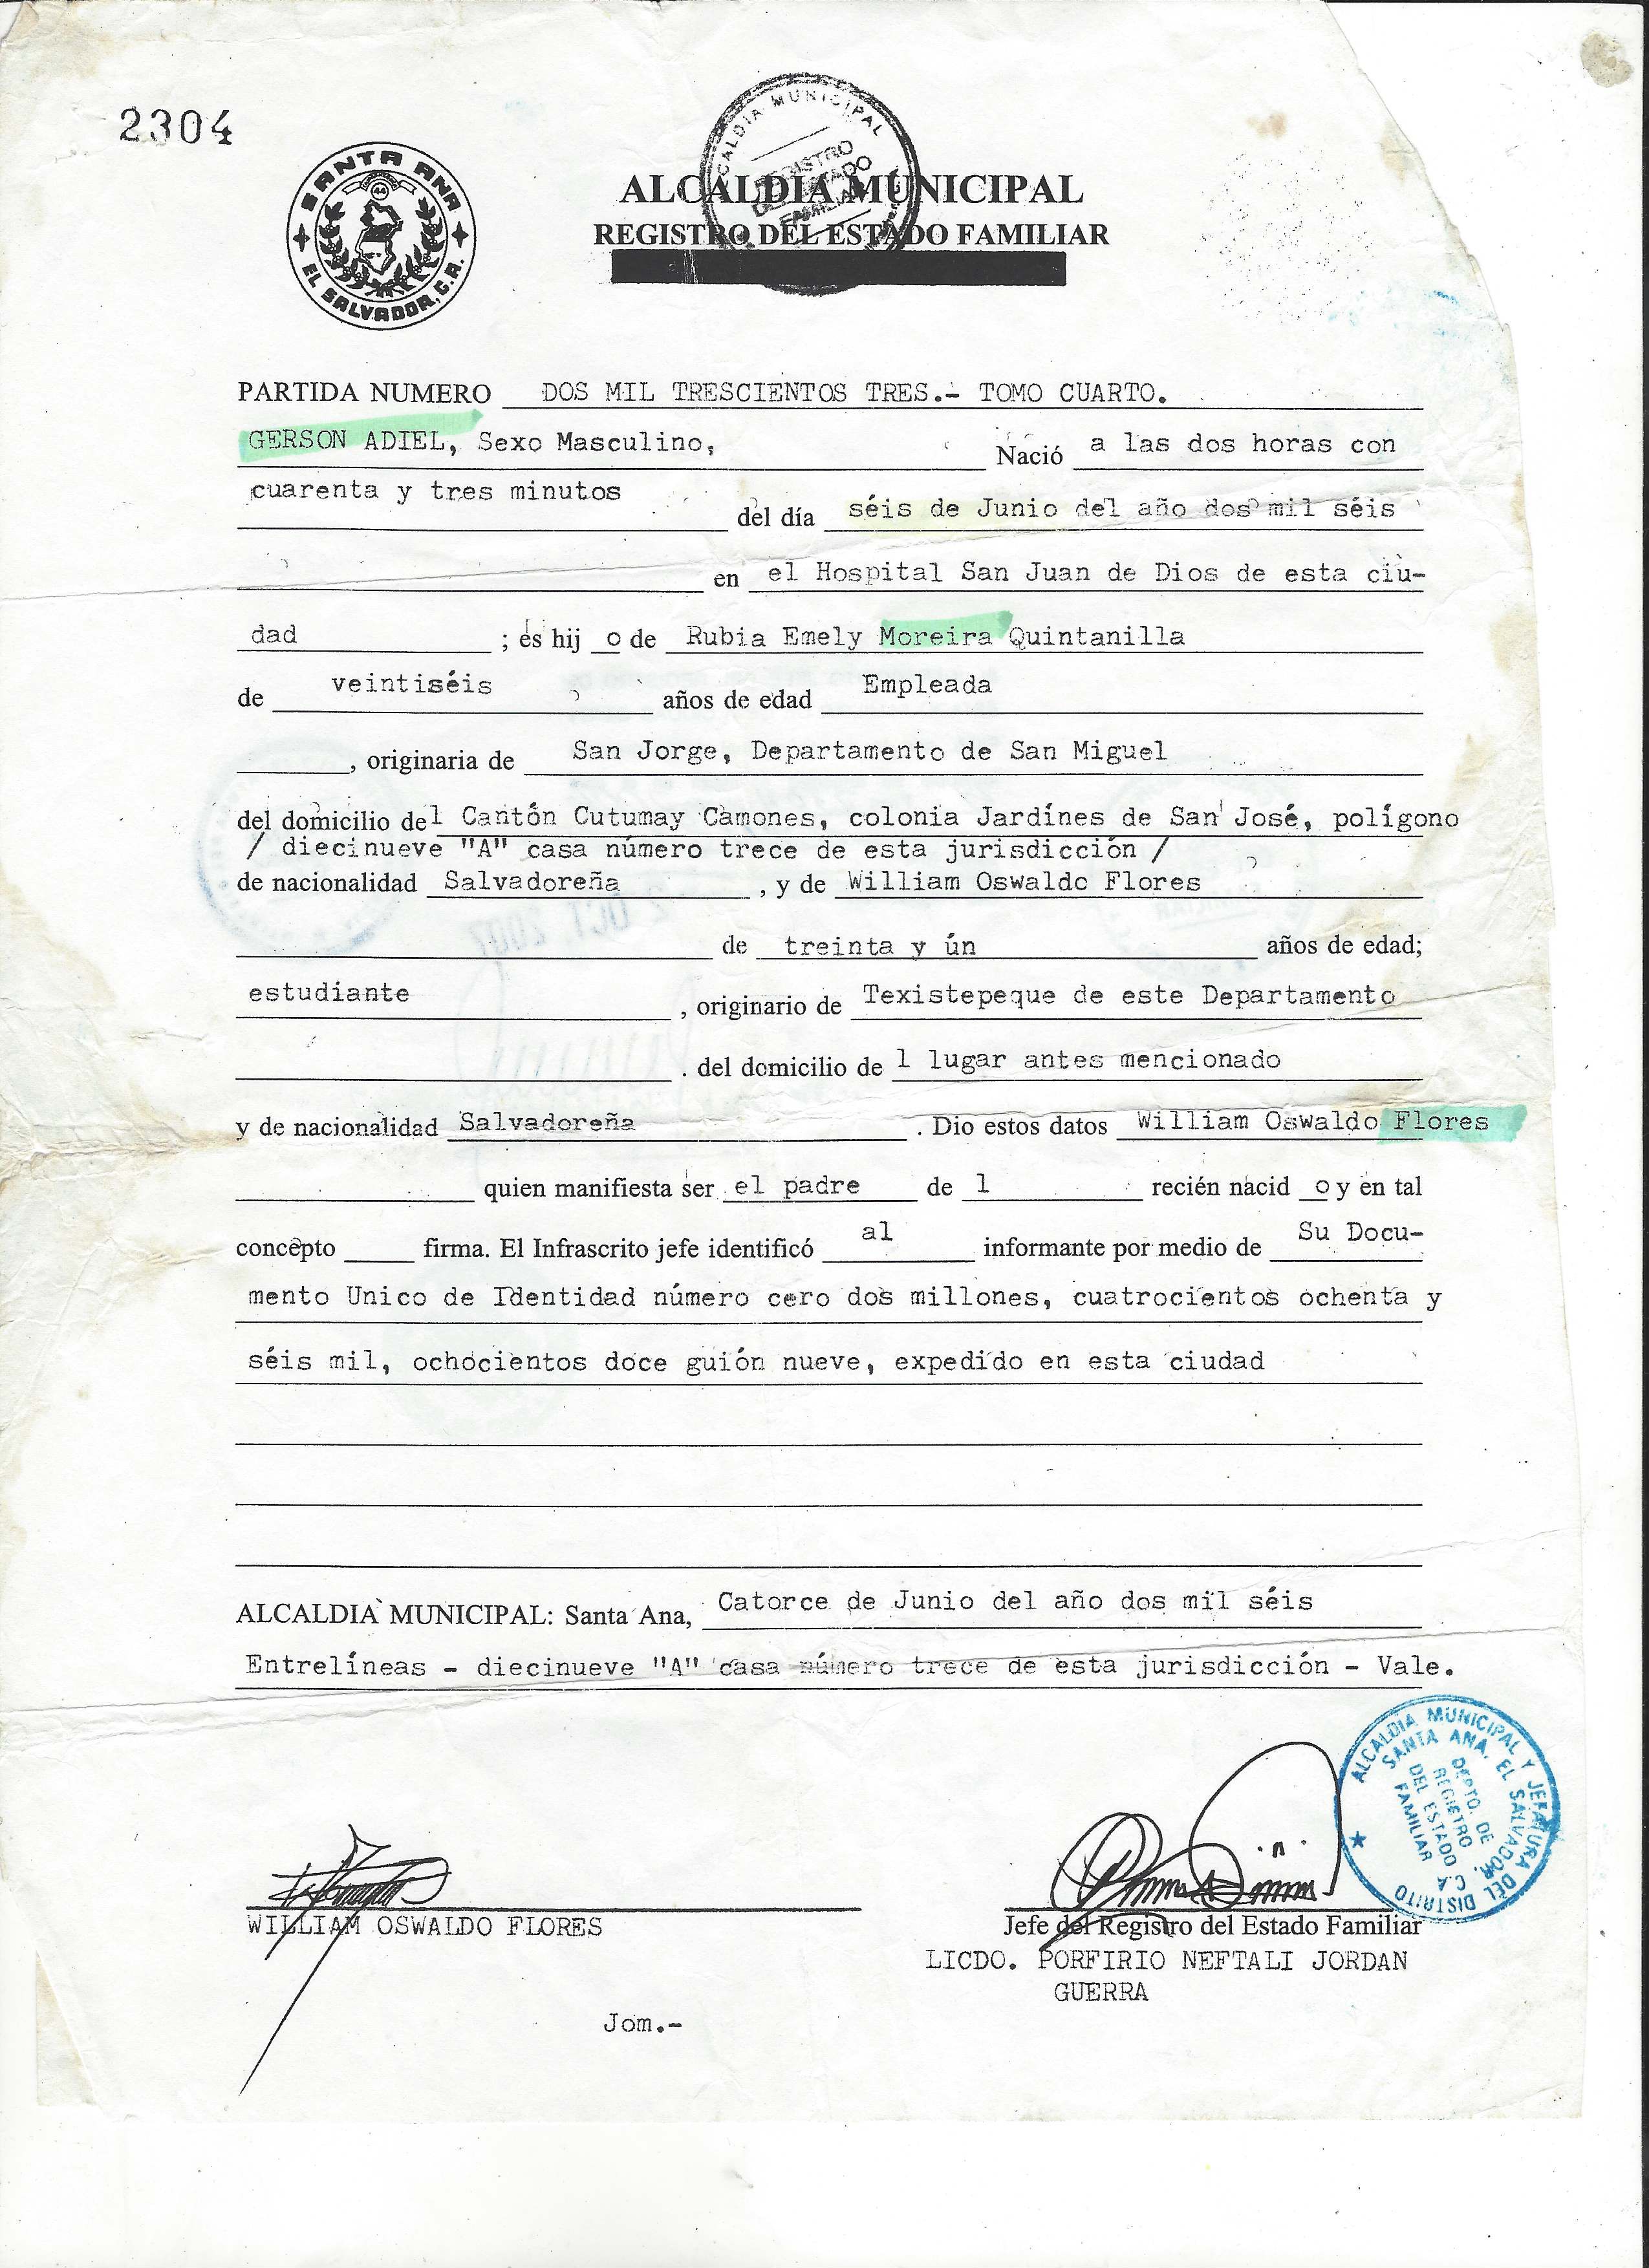 2304
SANTA ANA
EL SALVADOR, C.A.
ALCALDIA MUNICIPAL
REGISTRO DEL ESTADO FAMILIAR
ALCALDIA MUNICIPAL
REGISTRO
DEL ESTADO
FAMILIAR
PARTIDA NUMERO DOS MIL TRESCIENTOS TRES.- TOMO CUARTO.
GERSON ADIEL, Sexo Masculino, Nació a las dos horas con
cuarenta y tres minutos del día séis de Junio del año dos mil séis
en el Hospital San Juan de Dios de esta ciu-
dad ; es hij o de Rubia Emely Moreira Quintanilla
de veintiséis años de edad Empleada
, originaria de San Jorge, Departamento de San Miguel
del domicilio del Cantón Cutumay Camones, colonia Jardínes de San José, polígono
/ diecinueve "A" casa número trece de esta jurisdicción /
de nacionalidad Salvadoreña , y de William Oswaldo Flores
de treinta y ún años de edad;
estudiante , originario de Texistepeque de este Departamento
. del domicilio de l lugar antes mencionado
y de nacionalidad Salvadoreña . Dio estos datos William Oswaldo Flores
quien manifiesta ser el padre de l recién nacid o y en tal
concepto firma. El Infrascrito jefe identificó al informante por medio de Su Docu-
mento Unico de Identidad número cero dos millones, cuatrocientos ochenta y
séis mil, ochocientos doce guión nueve, expedido en esta ciudad
ALCALDIA MUNICIPAL: Santa Ana, Catorce de Junio del año dos mil séis
Entrelíneas - diecinueve "A" casa número trece de esta jurisdicción - Vale.
ALCALDIA MUNICIPAL Y JEFATURA DEL DISTRITO
SANTA ANA, EL SALVADOR C.A.
DEPTO. DE
REGISTRO
DEL ESTADO
FAMILIAR
WILLIAM OSWALDO FLORES
Jefe del Registro del Estado Familiar
LICDO. PORFIRIO NEFTALI JORDAN
GUERRA
Jom.-